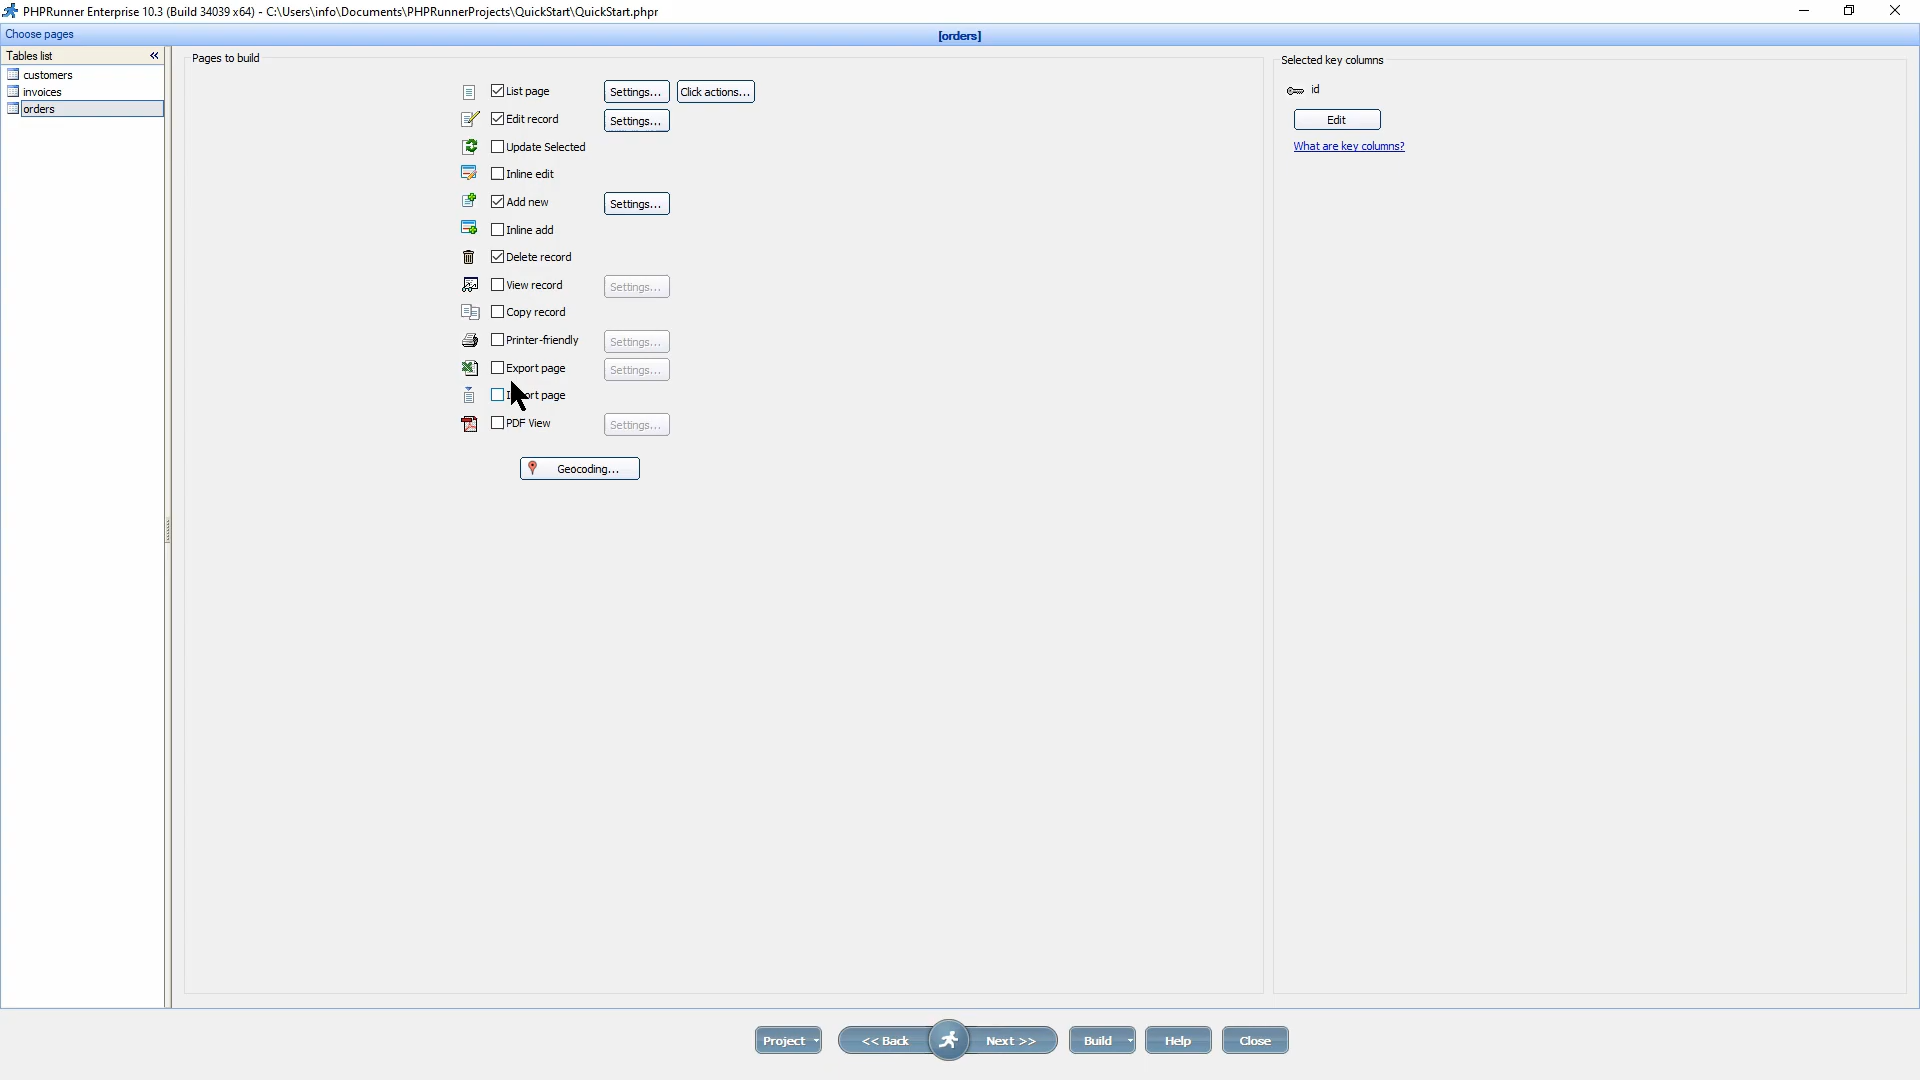 PHPRunner Enterprise 10.3 (Build 34039 x64) - C:\Users\info\Documents\PHPRunnerProjects\QuickStart\QuickStart.phpr
Choose pages
[orders]
Tables list
customers
invoices
orders
Pages to build
List page
Settings...
Click actions...
Edit record
Settings...
Update Selected
Inline edit
Add new
Settings...
Inline add
Delete record
View record
Settings...
Copy record
Printer-friendly
Settings...
Export page
Settings...
Import page
PDF View
Settings...
Geocoding...
Selected key columns
id
Edit
What are key columns?
Project
<< Back
Next >>
Build
Help
Close